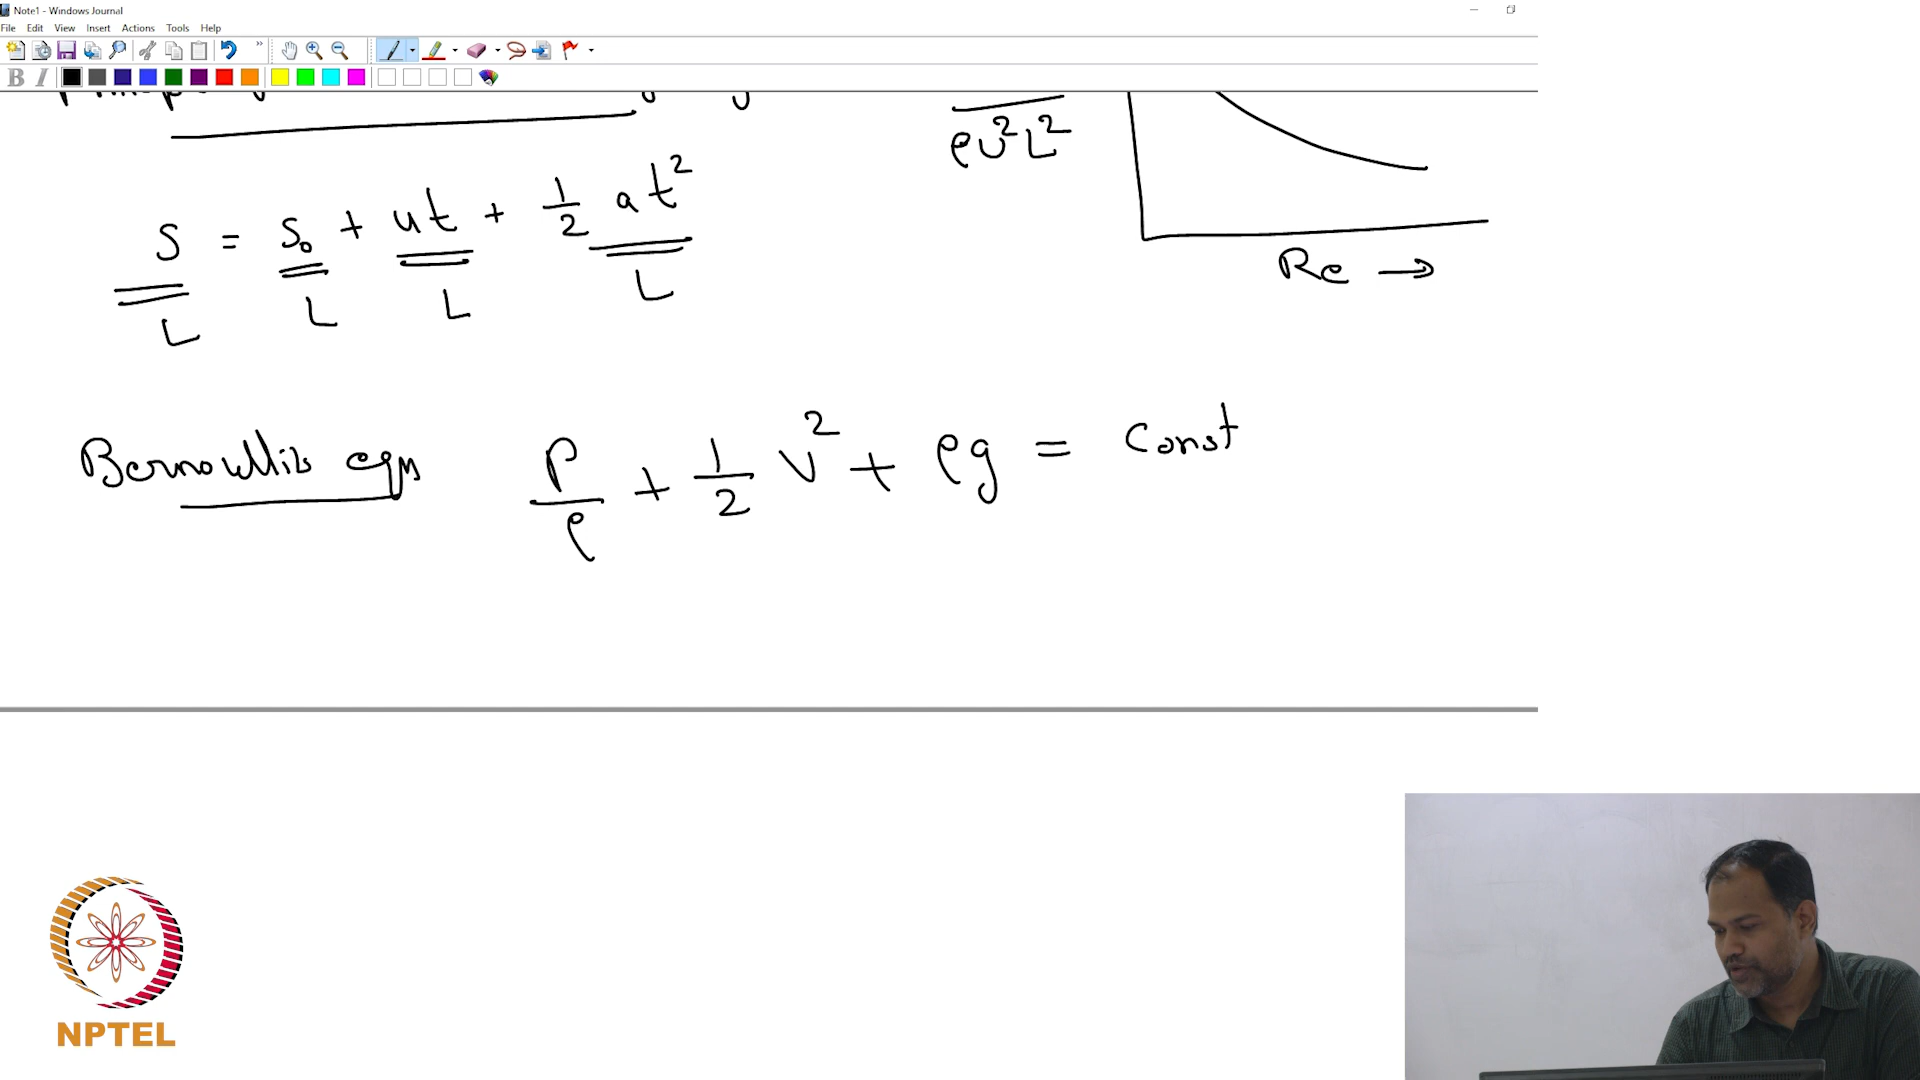 Note1 - Windows Journal
File Edit View Insert Actions Tools Help
B I
ρU²L²
S = S₀ + ut + 1/2 at²
L L L L
Re →
Bernoullis eqn P/ρ + 1/2 v² + ρg = Const
NPTEL